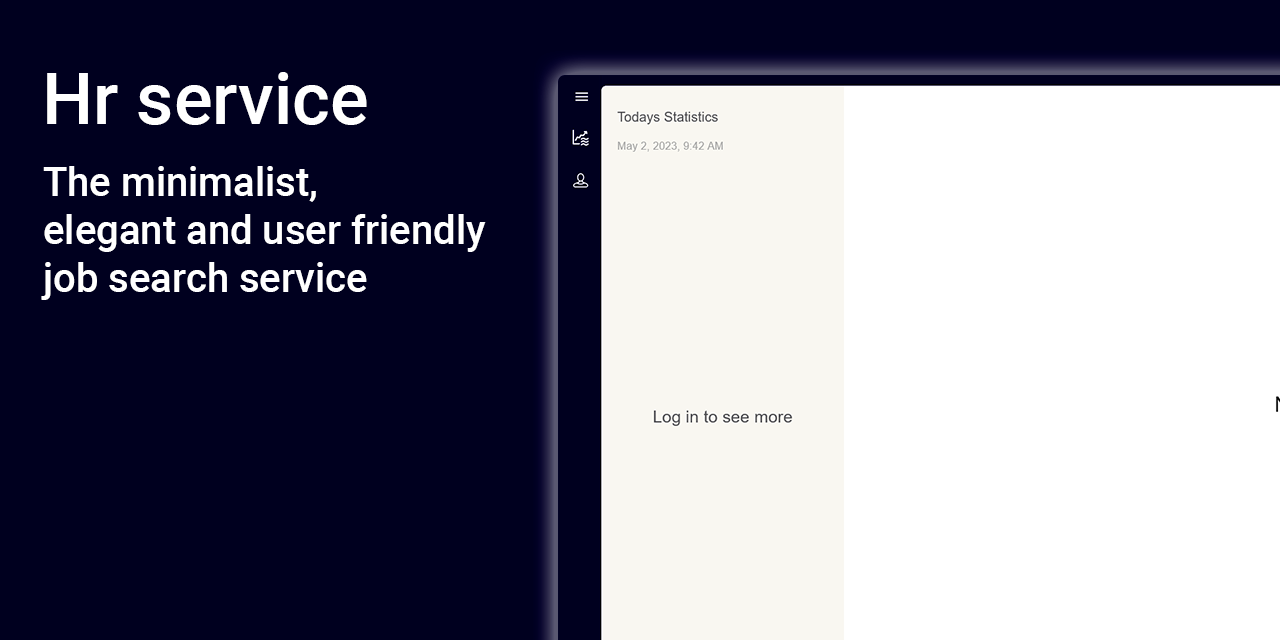 Hr service
The minimalist,
elegant and user friendly
job search service
Todays Statistics
May 2, 2023, 9:42 AM
Log in to see more